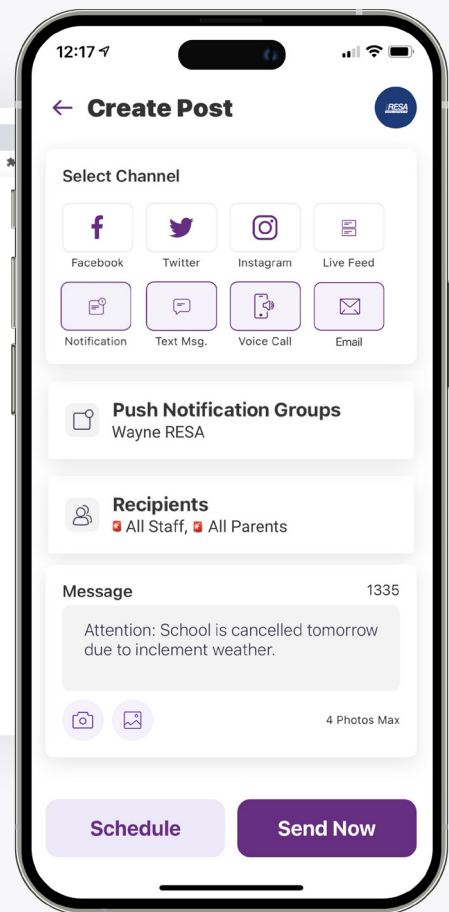 12:17
Create Post
RESA
Select Channel
Facebook Twitter Instagram Live Feed
Notification Text Msg. Voice Call Email
Push Notification Groups
Wayne RESA
Recipients
All Staff, All Parents
Message 1335
Attention: School is cancelled tomorrow
due to inclement weather.
4 Photos Max
Schedule Send Now